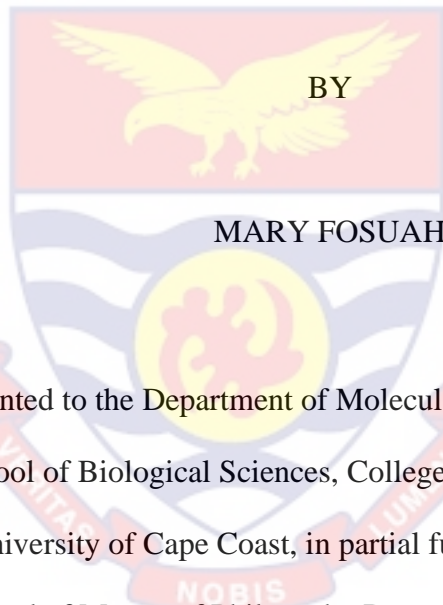 BY
MARY FOSUAH
nted to the Department of Molecul
ool of Biological Sciences, College
niversity of Cape Coast, in partial fu
VERITAS
NOBIS